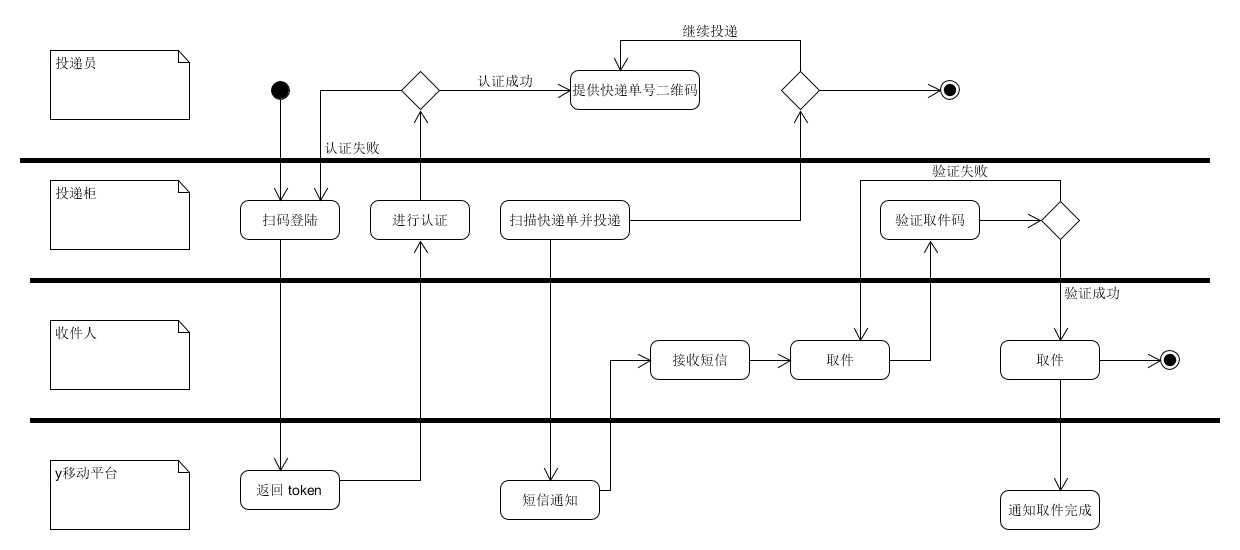 继续投递
投递员
认证成功
提供快递单号二维码
认证失败
验证失败
投递柜
扫码登陆
进行认证
扫描快递单并投递
验证取件码
验证成功
收件人
接收短信
取件
取件
y移动平台
返回 token
短信通知
通知取件完成